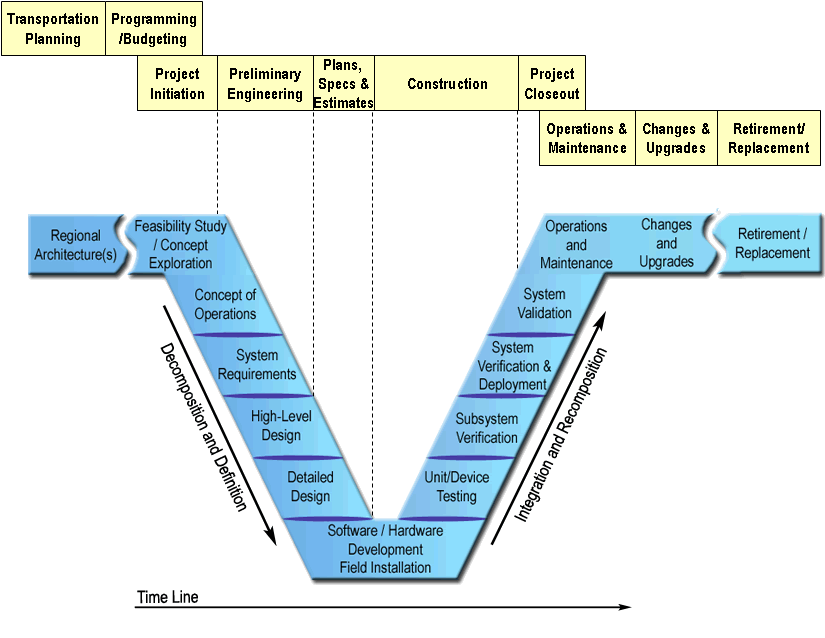 Transportation
Planning
Programming
/Budgeting
Project
Initiation
Preliminary
Engineering
Plans,
Specs &
Estimates
Construction
Project
Closeout
Operations &
Maintenance
Changes &
Upgrades
Retirement/
Replacement
Regional
Architecture(s)
Feasibility Study
/ Concept
Exploration
Concept of
Operations
System
Requirements
High-Level
Design
Detailed
Design
Software / Hardware
Development
Field Installation
Unit/Device
Testing
Subsystem
Verification
System
Verification &
Deployment
System
Validation
Operations
and
Maintenance
Changes
and
Upgrades
Retirement /
Replacement
Decomposition and Definition
Integration and Recomposition
Time Line